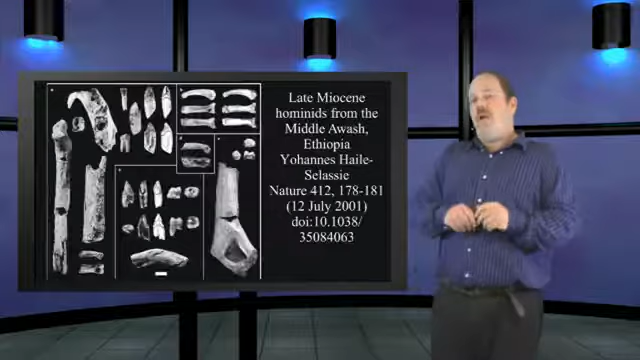 Late Miocene
hominids from the
Middle Awash,
Ethiopia
Yohannes Haile-
Selassie
Nature 412, 178-181
(12 July 2001)
doi:10.1038/
35084063